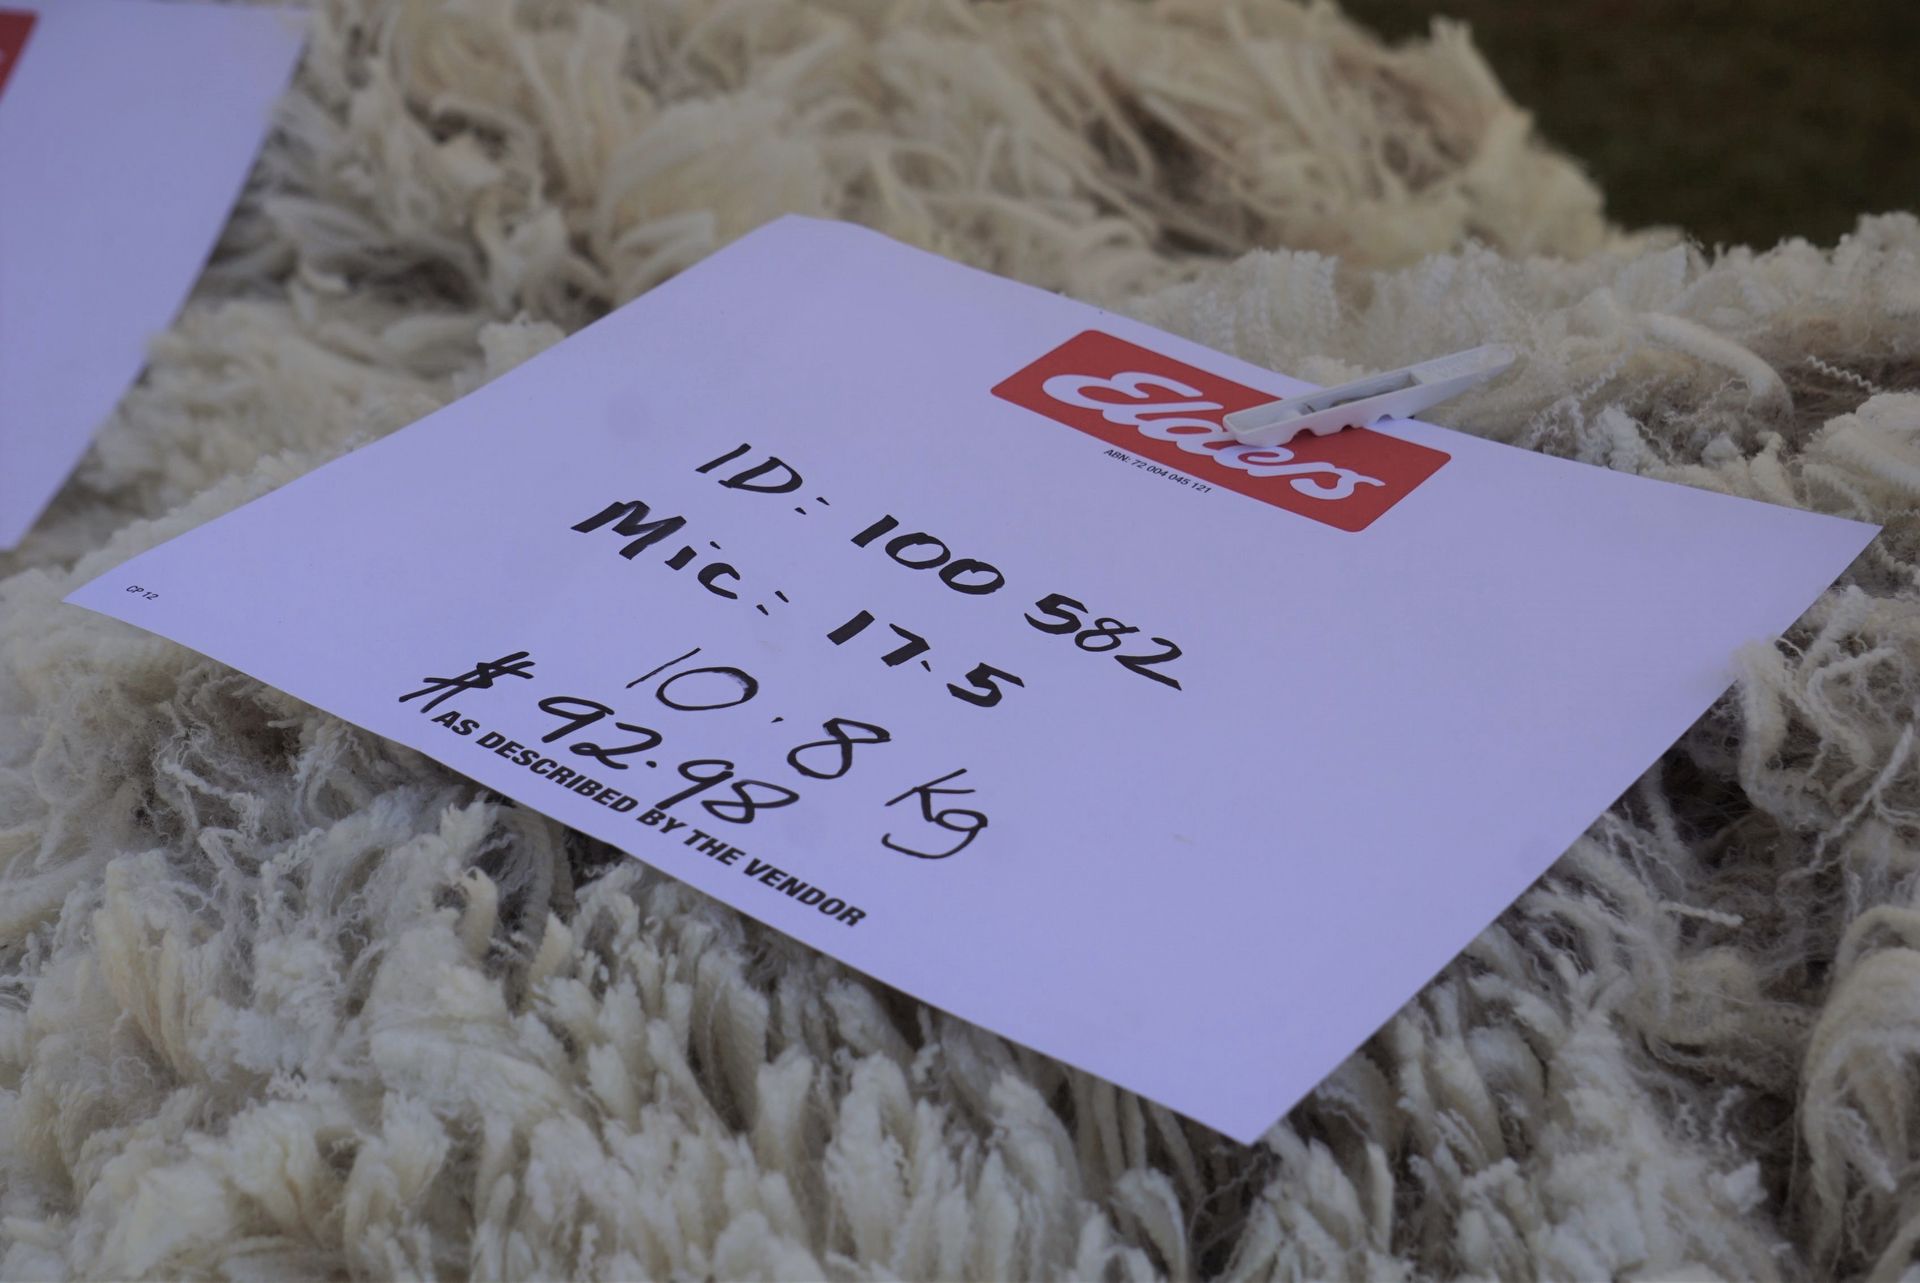 Elders
ABN: 72 004 045 121
ID: 100 582
Mic: 17.5
10.8 kg
$92.98
AS DESCRIBED BY THE VENDOR
CP 12